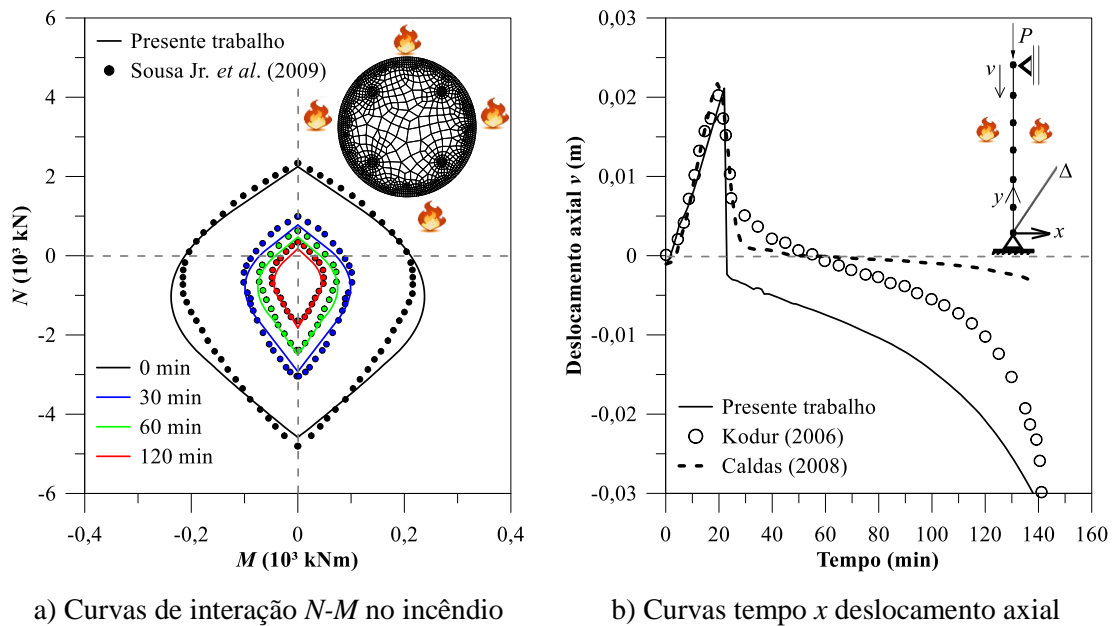 6
4
2
0
-2
-4
-6
N (10³ kN)
Presente trabalho
Sousa Jr. et al. (2009)
0 min
30 min
60 min
120 min
-0,4
-0,2
0
0,2
0,4
M (10³ kNm)
a) Curvas de interação N-M no incêndio
0,03
0,02
0,01
0
-0,01
-0,02
-0,03
Deslocamento axial v (m)
P
v
Δ
y
x
Presente trabalho
Kodur (2006)
Caldas (2008)
0
20
40
60
80
100
120
140
160
Tempo (min)
b) Curvas tempo x deslocamento axial